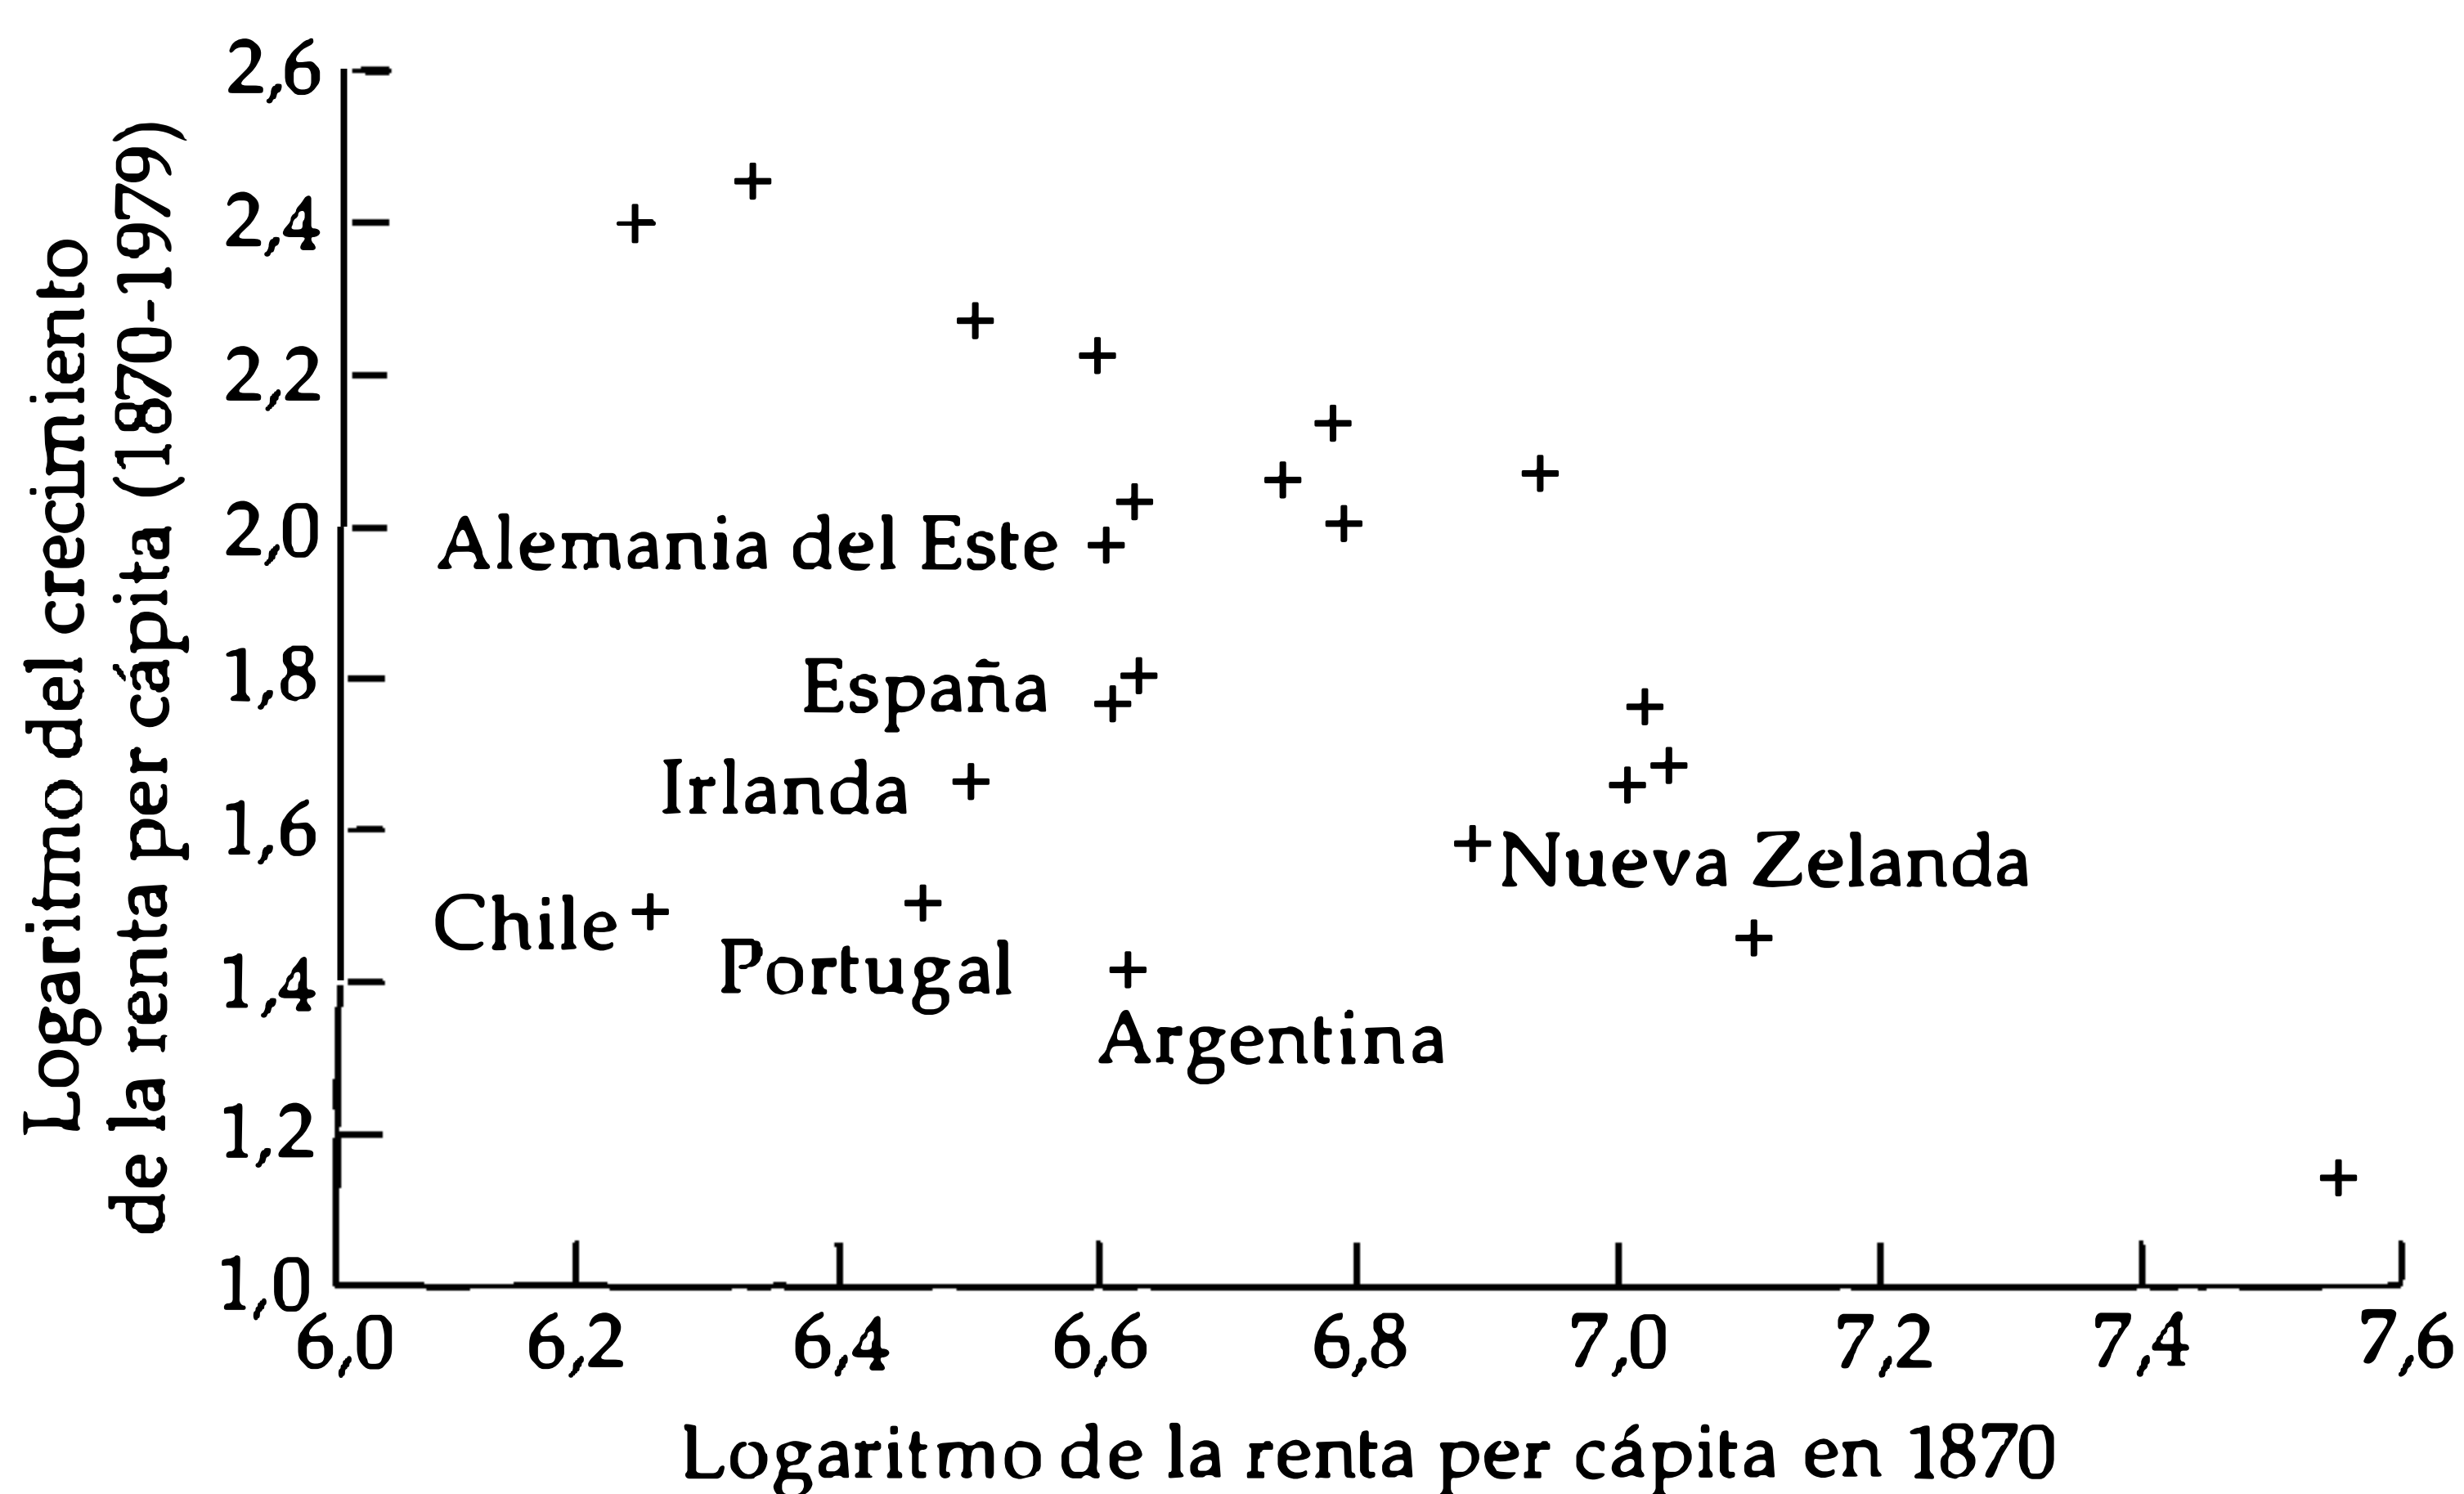 Logaritmo del crecimiento
de la renta per cápita (1870-1979)
2,6
2,4
2,2
2,0
1,8
1,6
1,4
1,2
1,0
Alemania del Este
España
Irlanda
Nueva Zelanda
Chile
Portugal
Argentina
6,0 6,2 6,4 6,6 6,8 7,0 7,2 7,4 7,6
Logaritmo de la renta per cápita en 1870